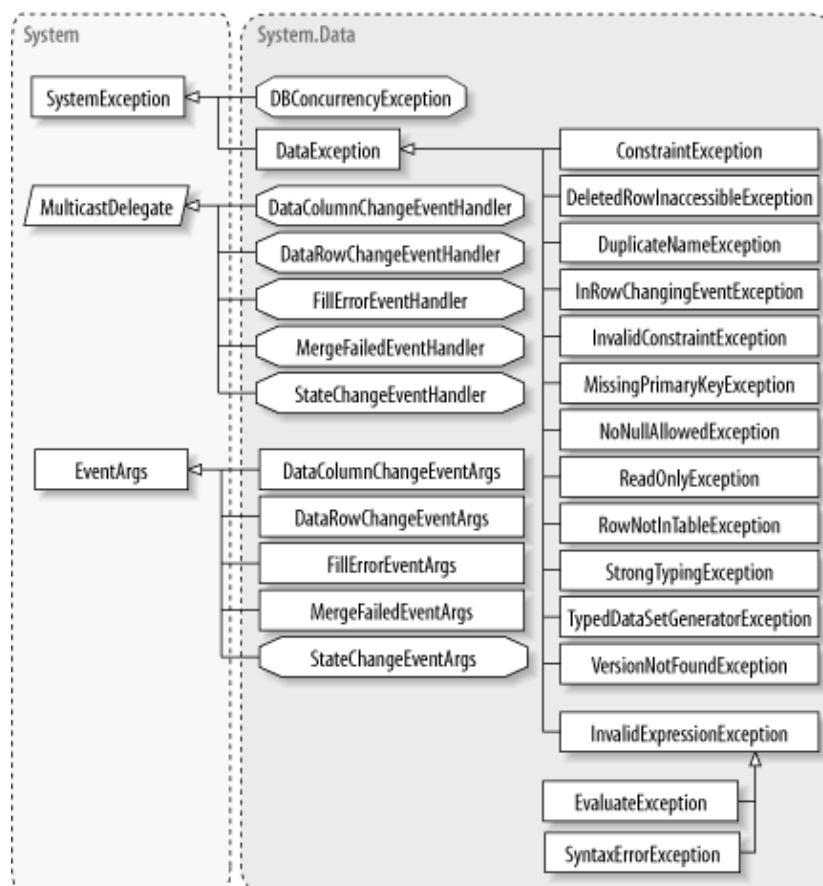 System
System.Data
SystemException
DBConcurrencyException
DataException
ConstraintException
DeletedRowInaccessibleException
MulticastDelegate
DataColumnChangeEventHandler
DuplicateNameException
DataRowChangeEventHandler
InRowChangingEventException
FillErrorEventHandler
InvalidConstraintException
MergeFailedEventHandler
MissingPrimaryKeyException
StateChangeEventHandler
NoNullAllowedException
EventArgs
DataColumnChangeEventArgs
ReadOnlyException
DataRowChangeEventArgs
RowNotInTableException
FillErrorEventArgs
StrongTypingException
MergeFailedEventArgs
TypedDataSetGeneratorException
StateChangeEventArgs
VersionNotFoundException
InvalidExpressionException
EvaluateException
SyntaxErrorException